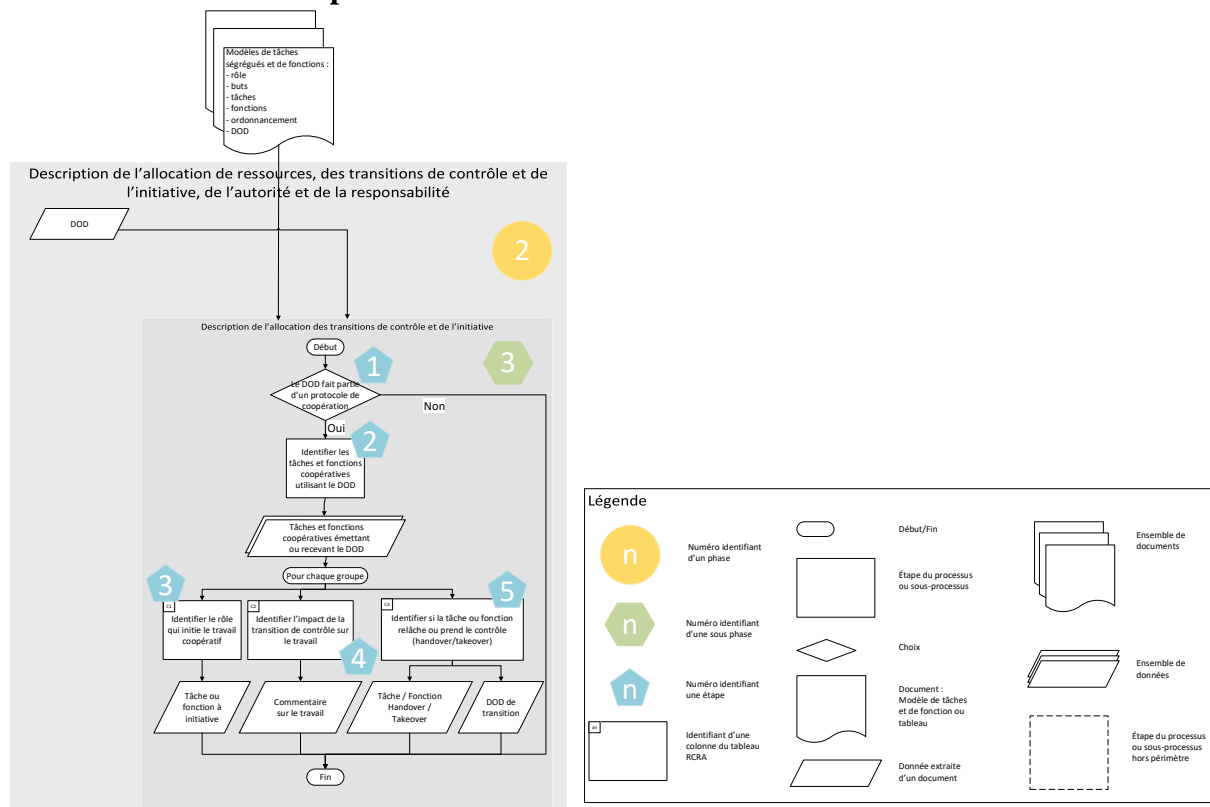 Modèles de tâches
ségrégués et de fonctions :
- rôle
- buts
- tâches
- fonctions
- ordonnancement
- DOD
Description de l'allocation de ressources, des transitions de contrôle et de
l'initiative, de l'autorité et de la responsabilité
DOD
2
Description de l'allocation des transitions de contrôle et de l'initiative
Début
1
3
Le DOD fait partie
d'un protocole de
coopération
Non
Oui
2
Identifier les
tâches et fonctions
coopératives
utilisant le DOD
Tâches et fonctions
coopératives émettant
ou recevant le DOD
Pour chaque groupe
3
5
C1
Identifier le rôle
qui initie le travail
coopératif
C2
Identifier l'impact de la
transition de contrôle sur
le travail
C3
Identifier si la tâche ou fonction
relâche ou prend le contrôle
(handover/takeover)
4
Tâche ou
fonction à
initiative
Commentaire
sur le travail
Tâche / Fonction
Handover /
Takeover
DOD de
transition
Fin
Légende
n
Numéro identifiant
d'un phase
n
Numéro identifiant
d'une sous phase
n
Numéro identifiant
une étape
Identifiant d'une
colonne du tableau
RCRA
Début/Fin
Étape du processus
ou sous-processus
Choix
Document :
Modèle de tâches
et de fonction ou
tableau
Donnée extraite
d'un document
Ensemble de
documents
Ensemble de
données
Étape du processus
ou sous-processus
hors périmètre